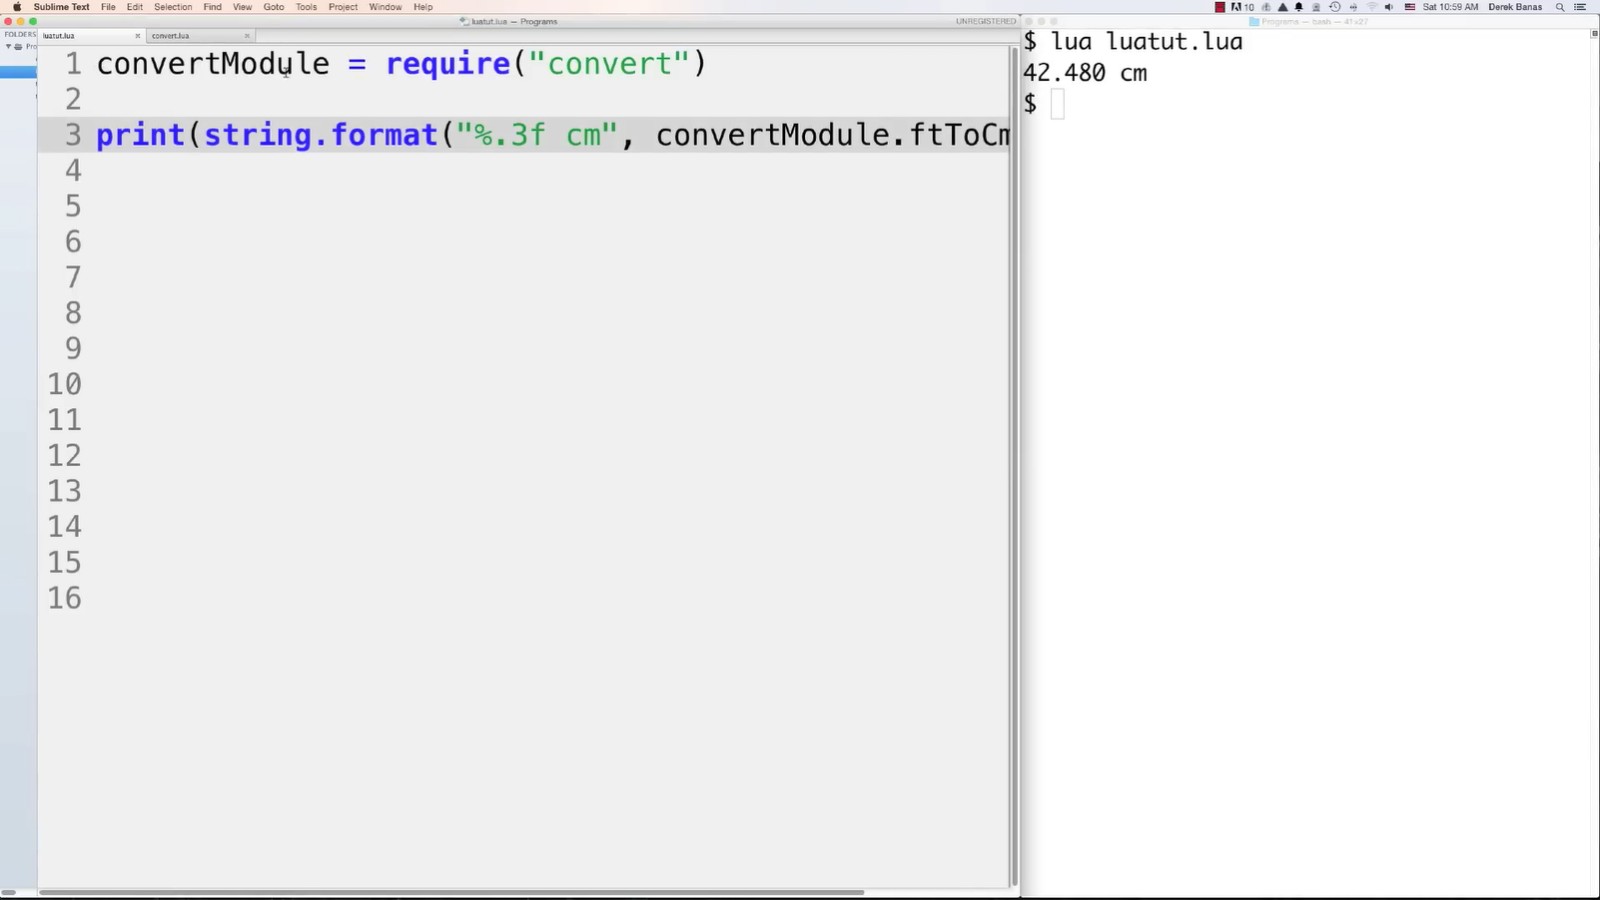 Sublime Text File Edit Selection Find View Goto Tools Project Window Help
10 Sat 10:59 AM Derek Banas
luatut.lua — Programs
UNREGISTERED
Programs — bash — 41×27
FOLDERS
luatut.lua
convert.lua
1 convertModule = require("convert")
2
3 print(string.format("%.3f cm", convertModule.ftToCm
4
5
6
7
8
9
10
11
12
13
14
15
16
$ lua luatut.lua
42.480 cm
$